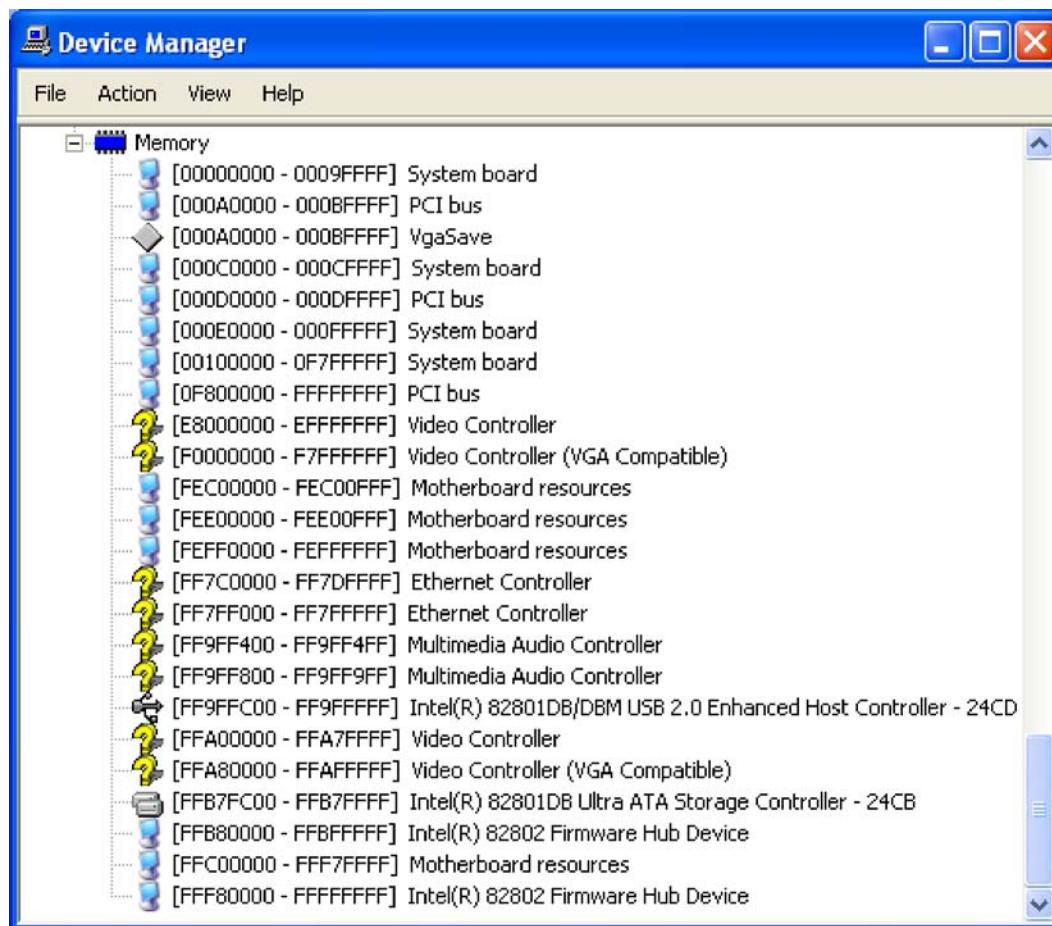 Device Manager
File Action View Help
Memory
[00000000 - 0009FFFF] System board
[000A0000 - 000BFFFF] PCI bus
[000A0000 - 000BFFFF] VgaSave
[000C0000 - 000CFFFF] System board
[000D0000 - 000DFFFF] PCI bus
[000E0000 - 000FFFFF] System board
[00100000 - 0F7FFFFF] System board
[0F800000 - FFFFFFFF] PCI bus
[E8000000 - EFFFFFFF] Video Controller
[F0000000 - F7FFFFFF] Video Controller (VGA Compatible)
[FEC00000 - FEC00FFF] Motherboard resources
[FEE00000 - FEE00FFF] Motherboard resources
[FEFF0000 - FEFFFFFF] Motherboard resources
[FF7C0000 - FF7DFFFF] Ethernet Controller
[FF7FF000 - FF7FFFFF] Ethernet Controller
[FF9FF400 - FF9FF4FF] Multimedia Audio Controller
[FF9FF800 - FF9FF9FF] Multimedia Audio Controller
[FF9FFC00 - FF9FFFFF] Intel(R) 82801DB/DBM USB 2.0 Enhanced Host Controller - 24CD
[FFA00000 - FFA7FFFF] Video Controller
[FFA80000 - FFAFFFFF] Video Controller (VGA Compatible)
[FFB7FC00 - FFB7FFFF] Intel(R) 82801DB Ultra ATA Storage Controller - 24CB
[FFB80000 - FFBFFFFF] Intel(R) 82802 Firmware Hub Device
[FFC00000 - FFF7FFFF] Motherboard resources
[FFF80000 - FFFFFFFF] Intel(R) 82802 Firmware Hub Device